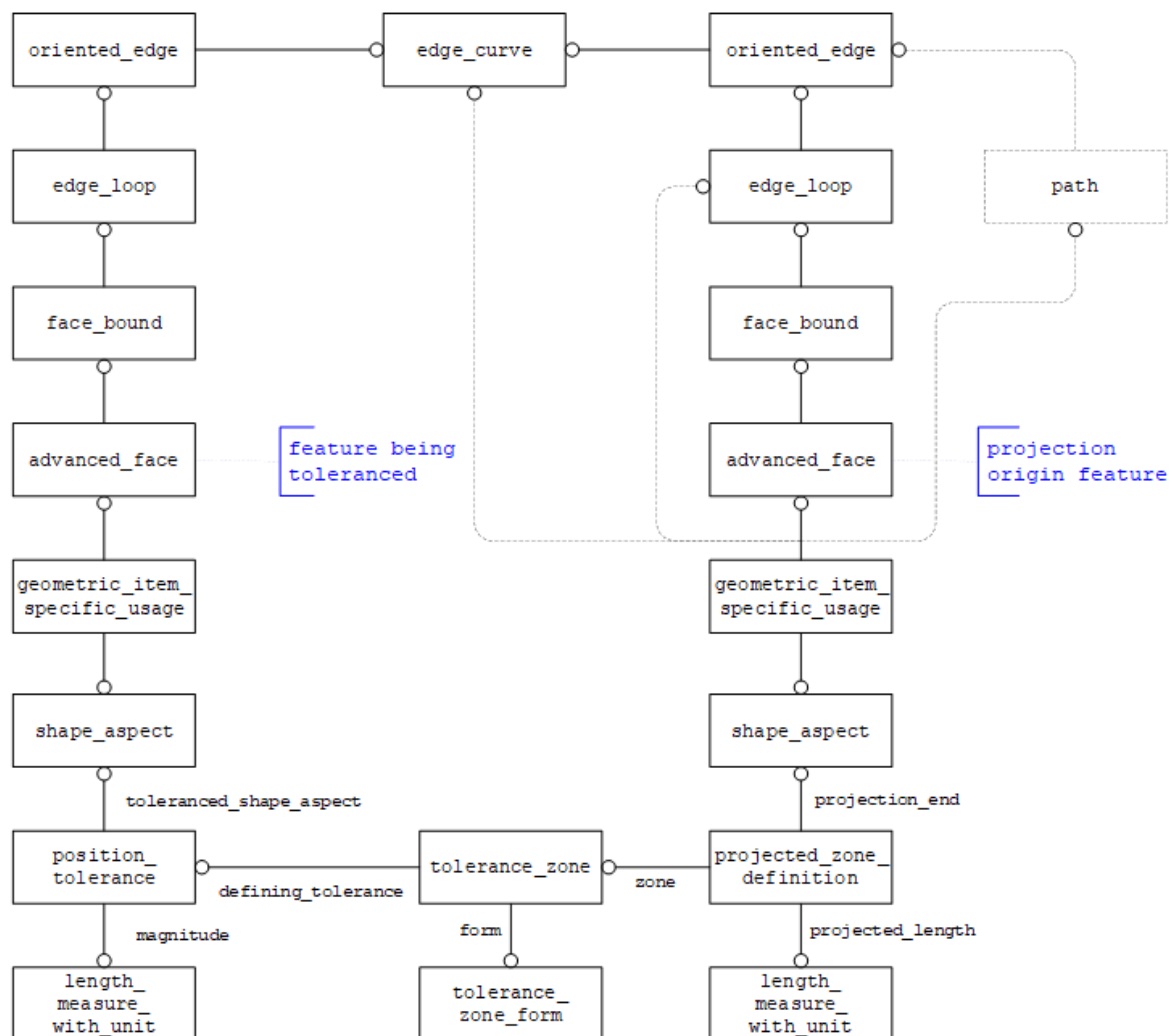 oriented_edge
edge_curve
oriented_edge
edge_loop
edge_loop
path
face_bound
face_bound
advanced_face
feature being
toleranced
advanced_face
projection
origin feature
geometric_item_
specific_usage
geometric_item_
specific_usage
shape_aspect
shape_aspect
toleranced_shape_aspect
projection_end
position_
tolerance
defining_tolerance
tolerance_zone
zone
projected_zone_
definition
magnitude
form
projected_length
length_
measure_
with_unit
tolerance_
zone_form
length_
measure_
with_unit